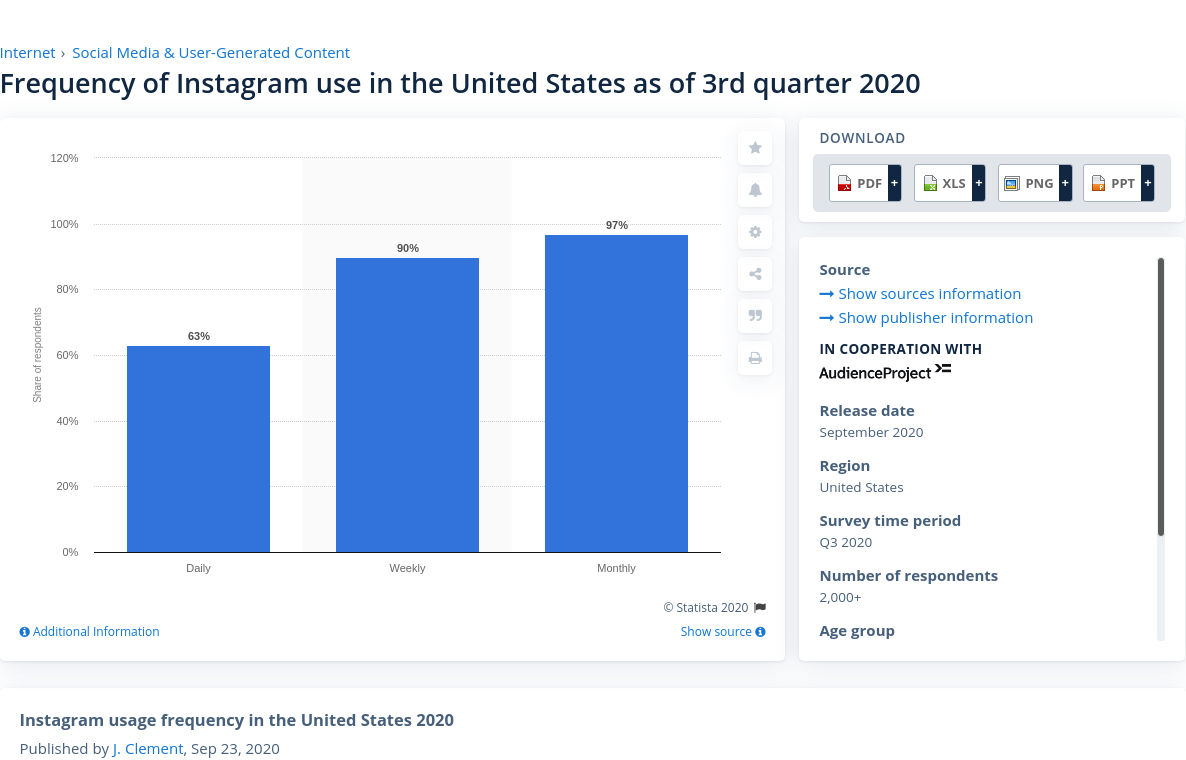 Internet › Social Media & User-Generated Content
Frequency of Instagram use in the United States as of 3rd quarter 2020
120%
100%
80%
60%
40%
20%
0%
Share of respondents
63%
90%
97%
Daily
Weekly
Monthly
© Statista 2020
Additional Information
Show source
DOWNLOAD
PDF +
XLS +
PNG +
PPT +
Source
Show sources information
Show publisher information
IN COOPERATION WITH
AudienceProject
Release date
September 2020
Region
United States
Survey time period
Q3 2020
Number of respondents
2,000+
Age group
Instagram usage frequency in the United States 2020
Published by J. Clement, Sep 23, 2020